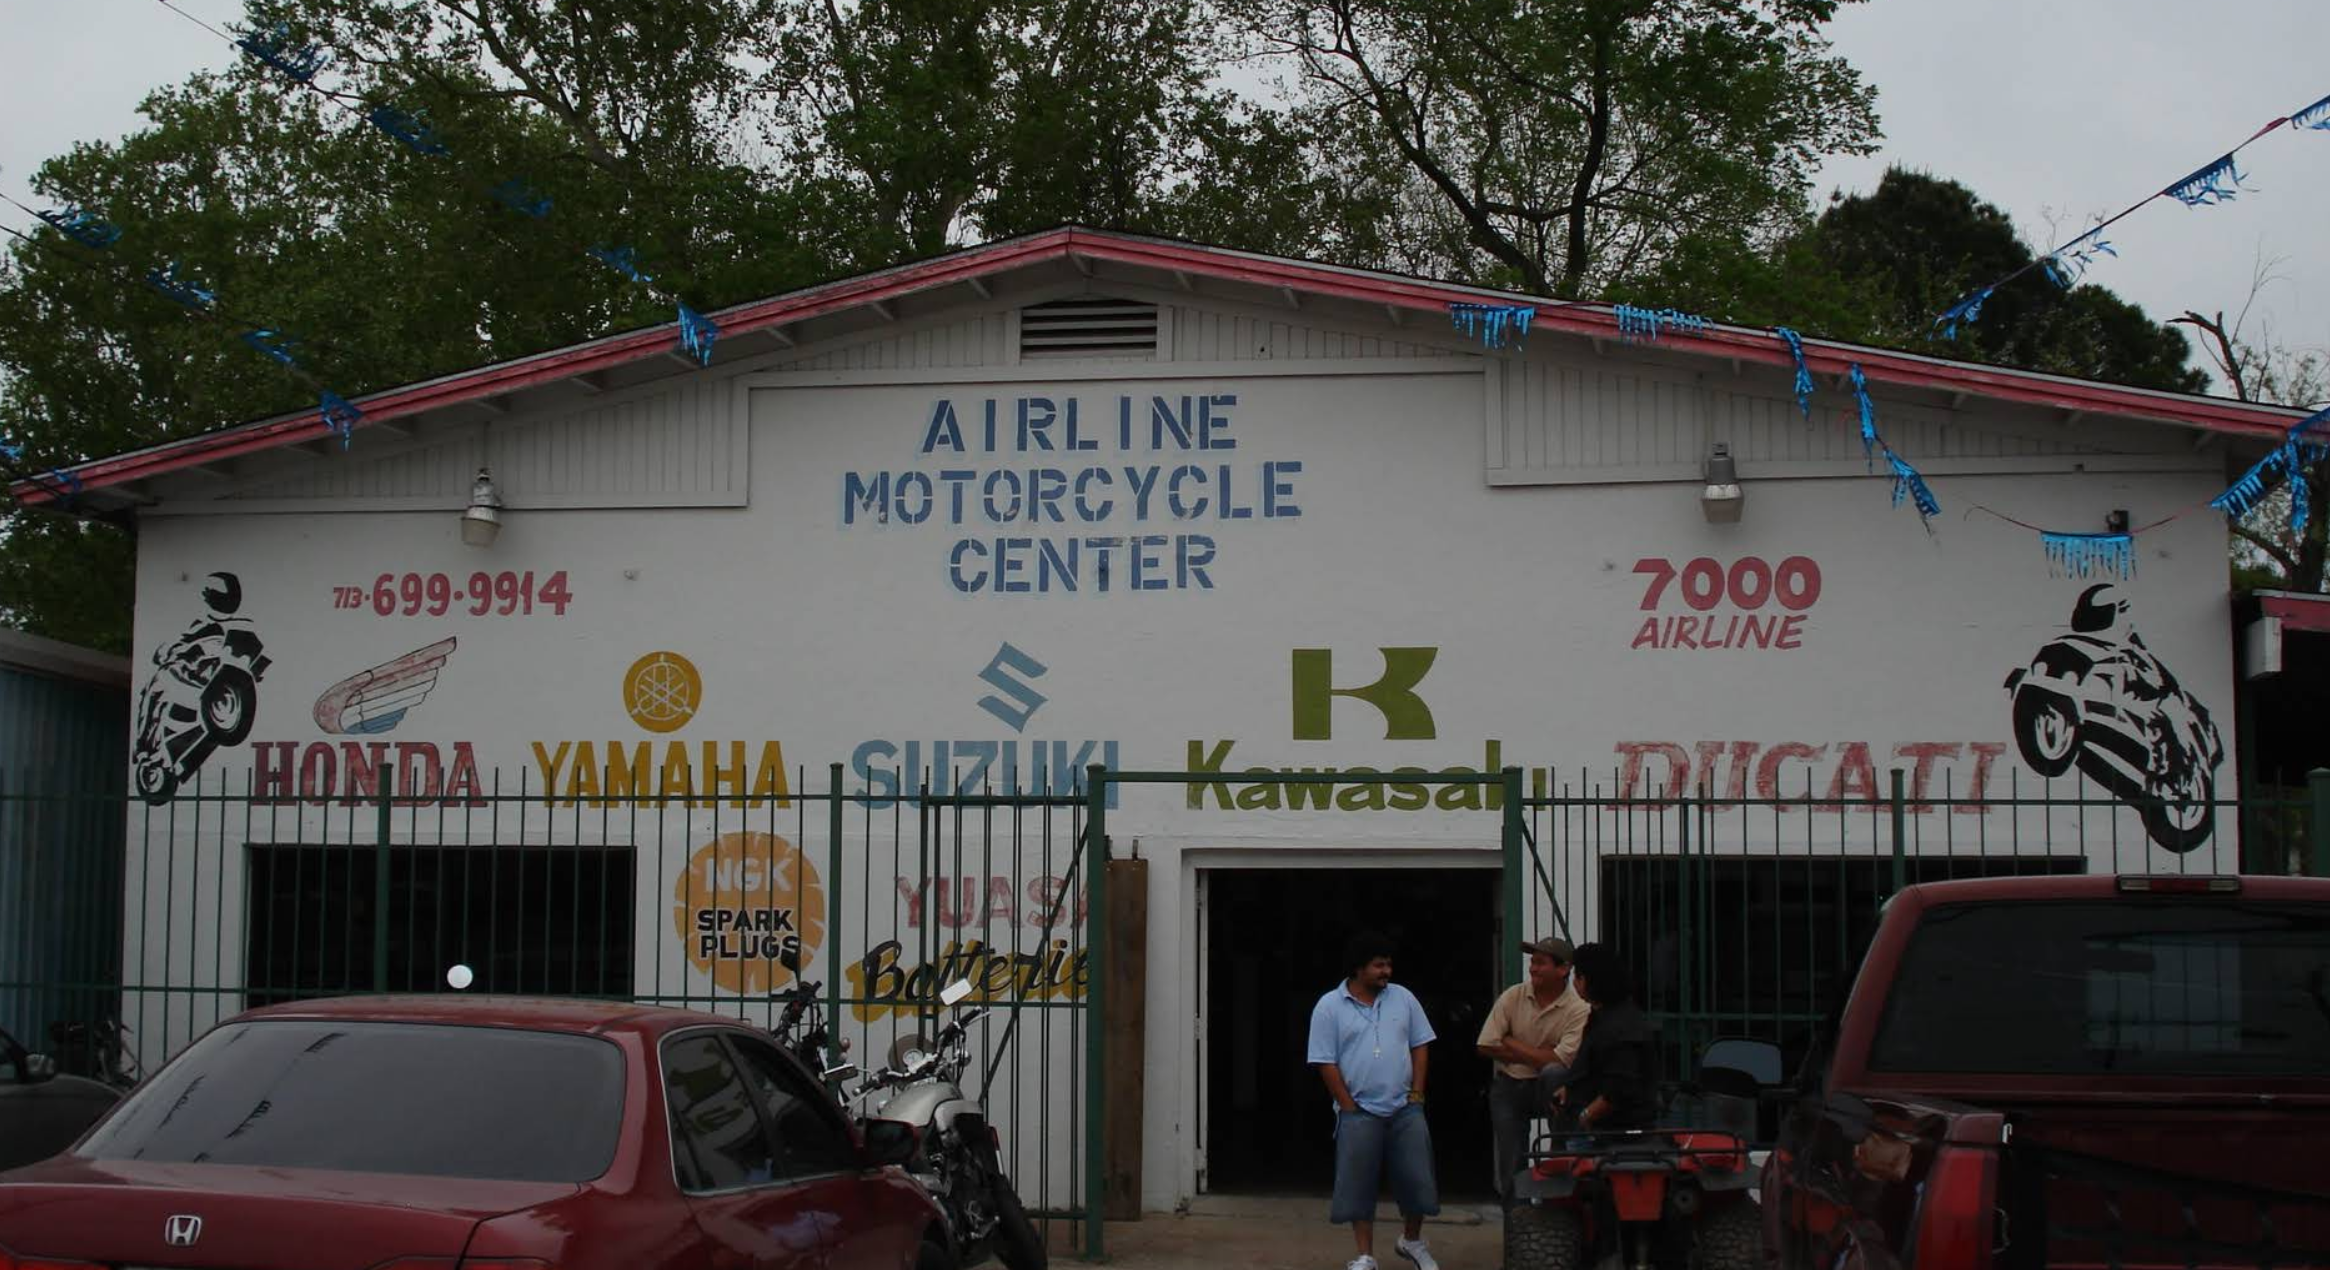 AIRLINE
MOTORCYCLE
CENTER
713·699·9914
7000
AIRLINE
HONDA YAMAHA SUZUKI Kawasaki DUCATI
NGK
SPARK
PLUGS
YUASA
Batteries